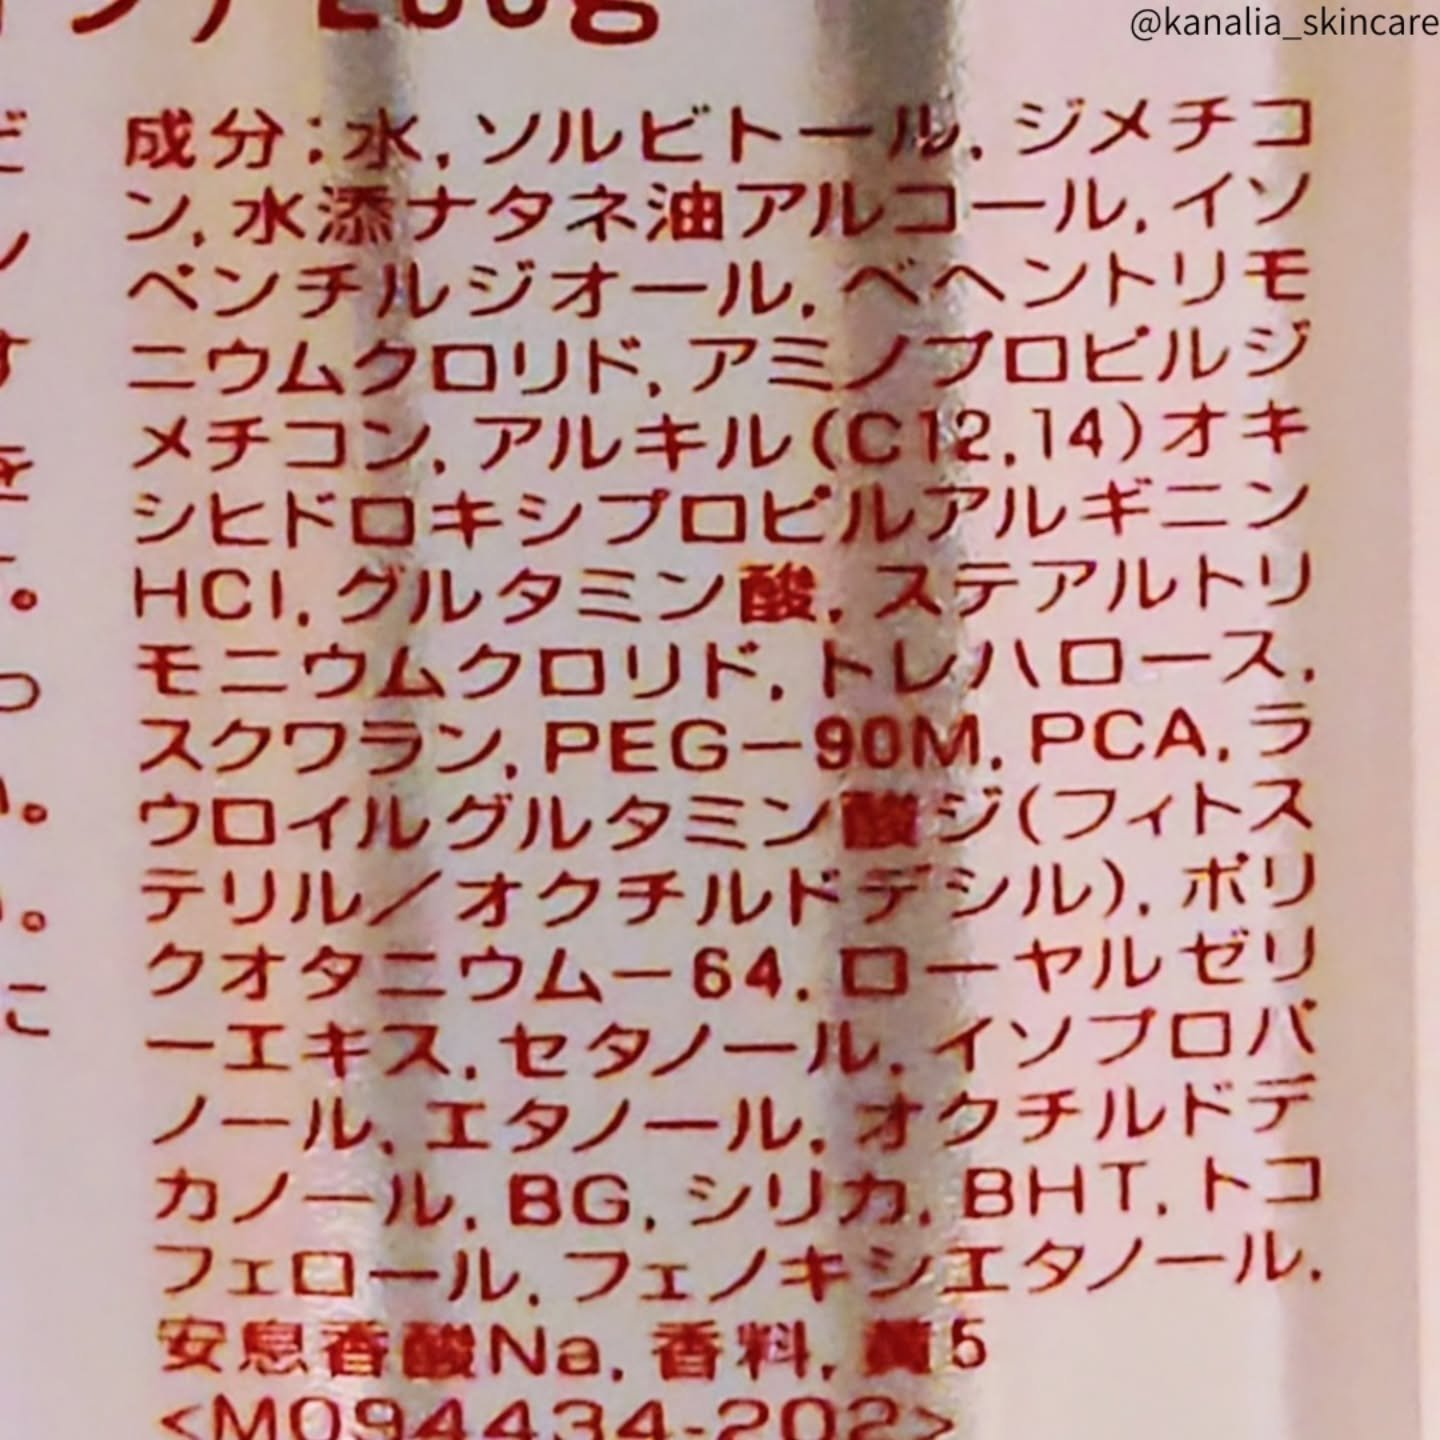 @kanalia_skincare
成分:水,ソルビトール,ジメチコ
ン,水添ナタネ油アルコール,イソ
ペンチルジオール,ベヘントリモ
ニウムクロリド,アミノプロピルジ
メチコン,アルキル(C12,14)オキ
シヒドロキシプロピルアルギニン
HCl,グルタミン酸,ステアルトリ
モニウムクロリド,トレハロース,
スクワラン,PEG-90M,PCA,ラ
ウロイルグルタミン酸ジ(フィトス
テリル/オクチルドデシル),ポリ
クオタニウム-64,ローヤルゼリ
ーエキス,セタノール,イソプロパ
ノール,エタノール,オクチルドデ
カノール,BG,シリカ,BHT,トコ
フェロール,フェノキシエタノール,
安息香酸Na,香料,黄5
<M094434-202>